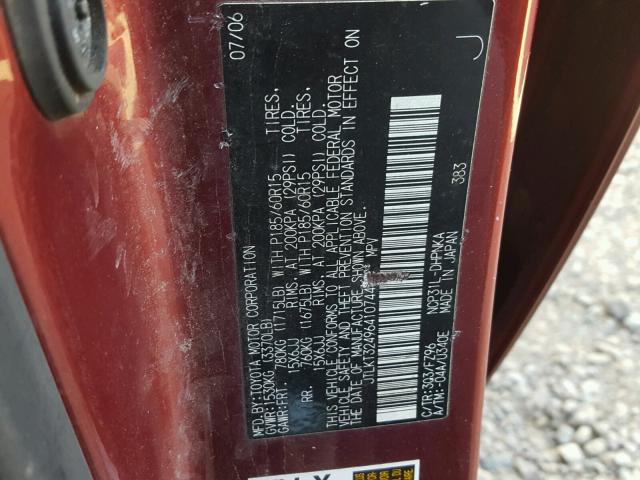 MFD.BY:TOYOTA MOTOR CORPORATION 07/06
GVWR:1530KG (3370LB)
GAWR:FRT. 780KG (1715LB) WITH P185/60R15 TIRES,
15X6JJ RIMS, AT 200KPA (29PSI) COLD.
RR. 760KG (1675LB) WITH P185/60R15 TIRES,
15X6JJ RIMS AT 200KPA (29PSI) COLD.
THIS VEHICLE CONFORMS TO ALL APPLICABLE FEDERAL MOTOR
VEHICLE SAFETY AND THEFT PREVENTION STANDARDS IN EFFECT ON
THE DATE OF MANUFACTURE SHOWN ABOVE.
MPV
C/TR:3Q3/F796 NCP31L-DHPNKA
A/TM:-04A/U340E MADE IN JAPAN 383
J